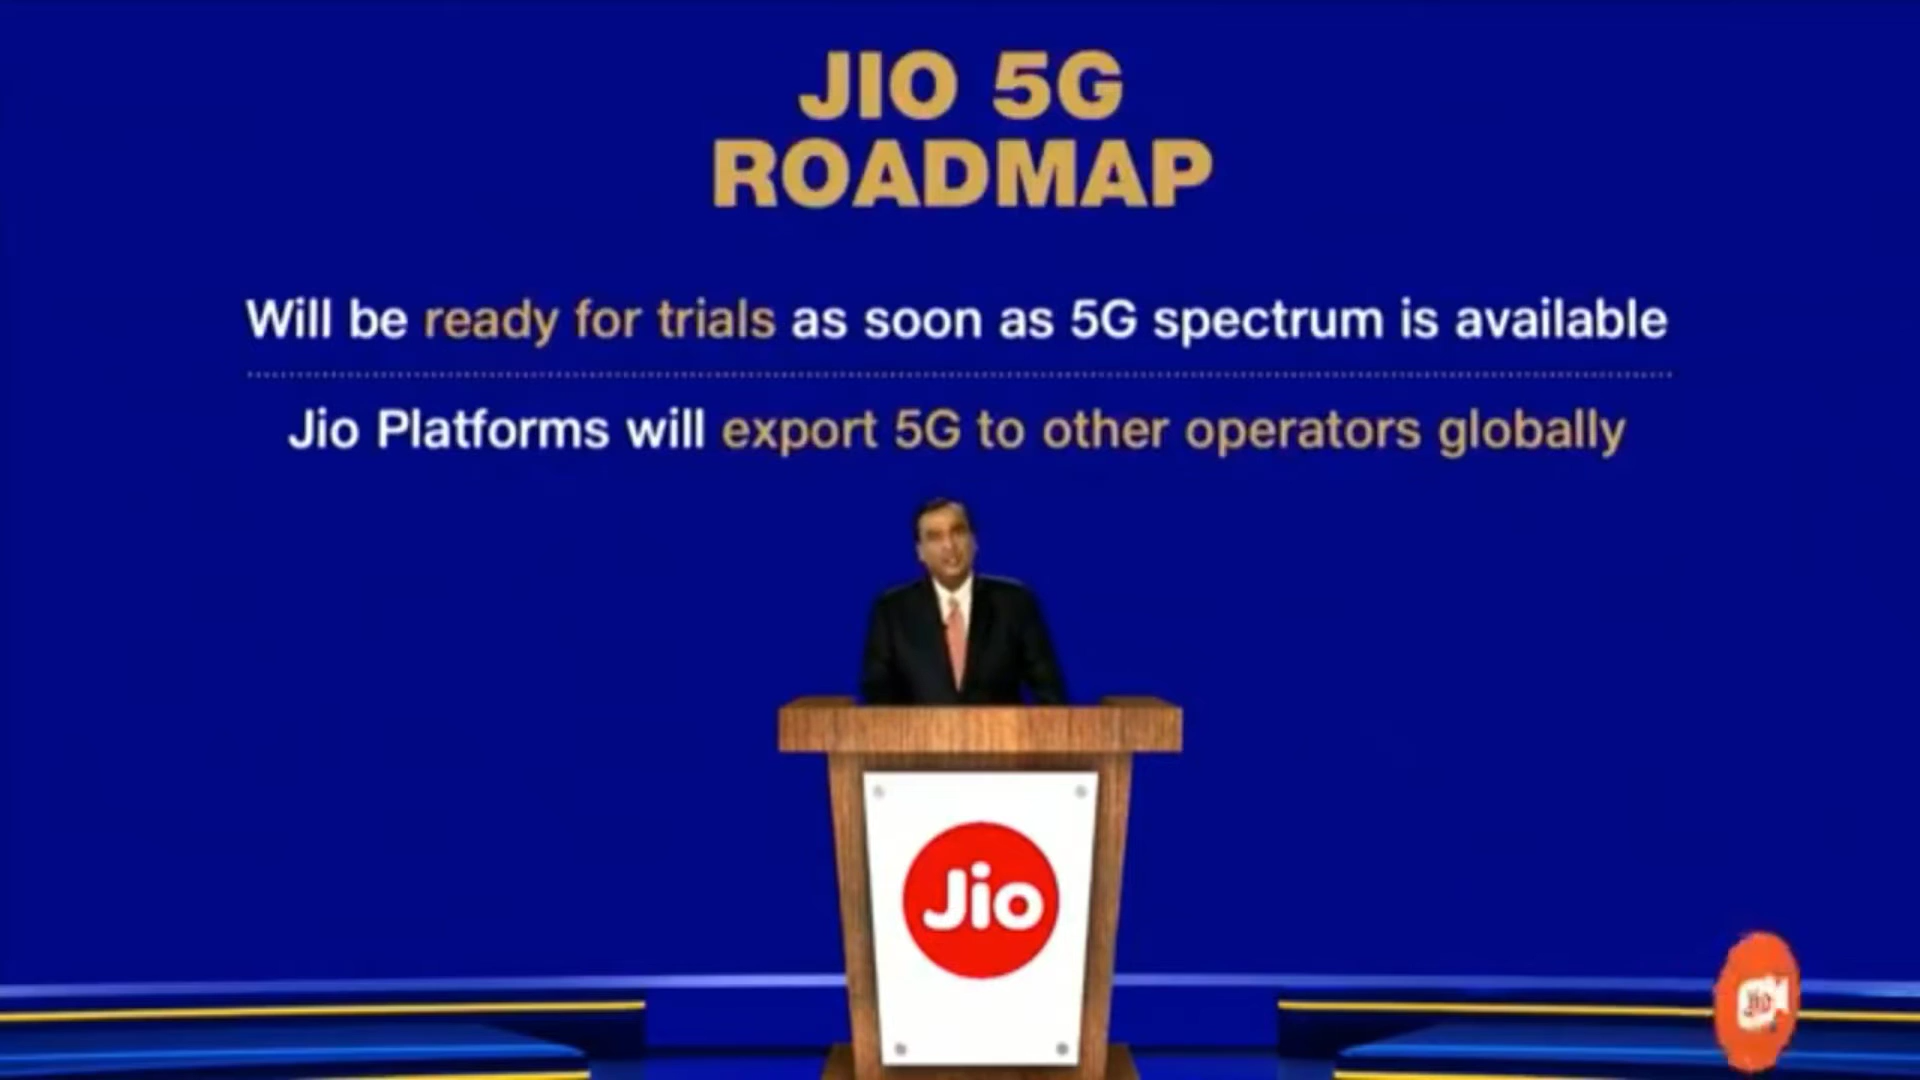 JIO 5G
ROADMAP
Will be ready for trials as soon as 5G spectrum is available
Jio Platforms will export 5G to other operators globally
Jio
Jio